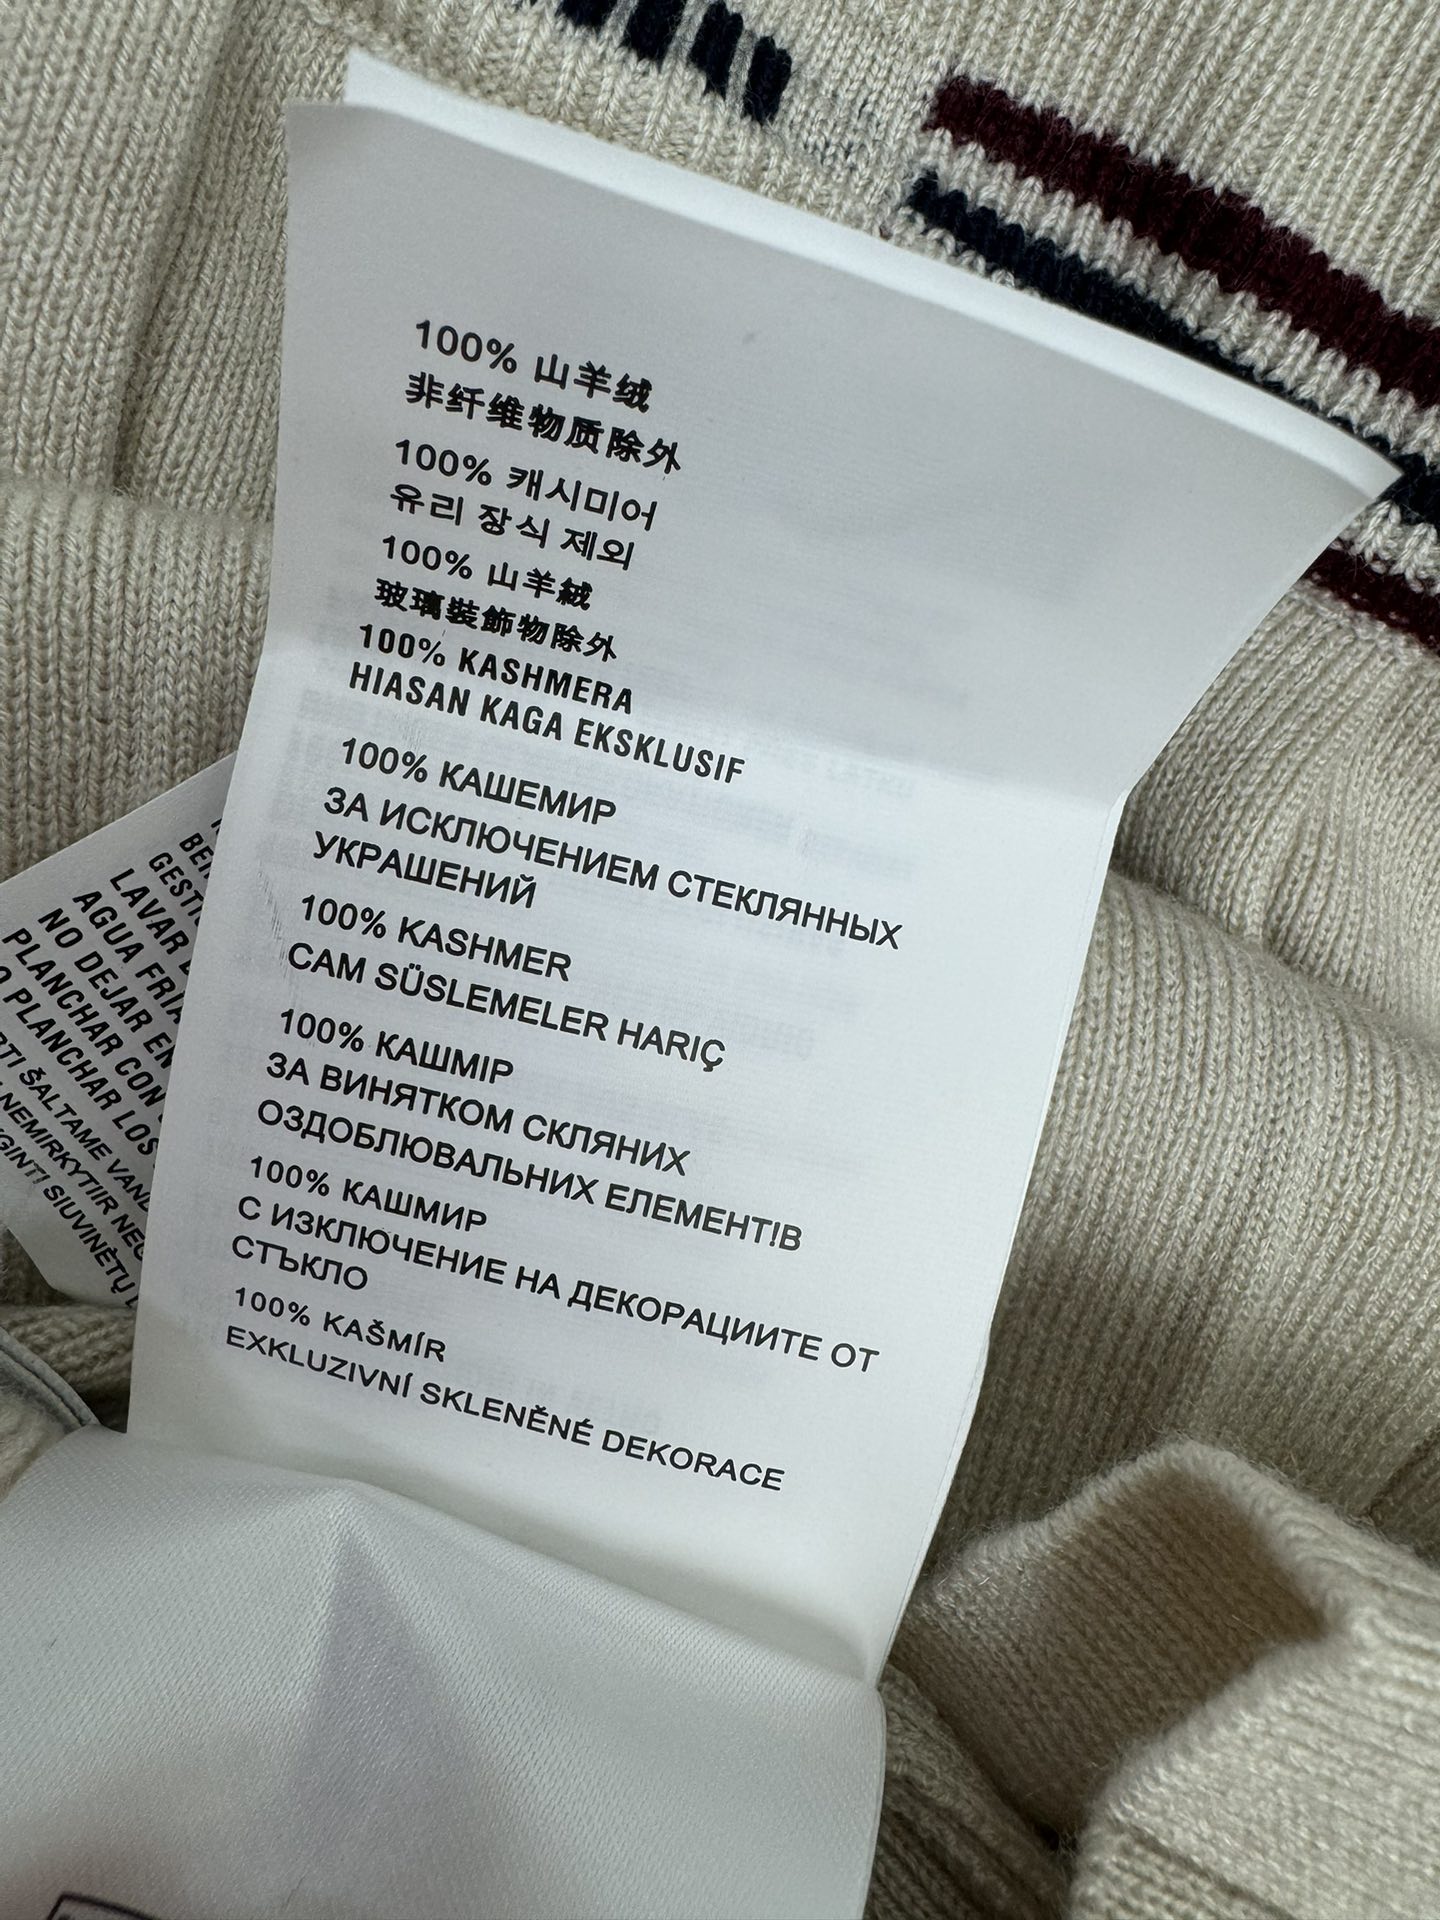 100% 山羊绒
非纤维物质除外
100% 캐시미어
유리 장식 제외
100% 山羊絨
玻璃裝飾物除外
100% KASHMERA
HIASAN KAGA EKSKLUSIF
100% КАШЕМИР
ЗА ИСКЛЮЧЕНИЕМ СТЕКЛЯННЫХ
УКРАШЕНИЙ
100% KASHMER
CAM SÜSLEMELER HARIÇ
100% КАШМІР
ЗА ВИНЯТКОМ СКЛЯНИХ
ОЗДОБЛЮВАЛЬНИХ ЕЛЕМЕНТ!В
100% КАШМИР
С ИЗКЛЮЧЕНИЕ НА ДЕКОРАЦИИТЕ ОТ
СТЪКЛО
100% KAŠMÍR
EXKLUZIVNÍ SKLENĚNÉ DEKORACE
LAVAR
AGUA FRÍA
NO DEJAR EN
PLANCHAR CON
PLANCHAR LOS
ŠALTAME
NEMIRKYTIIR
SIUVINĖTŲ